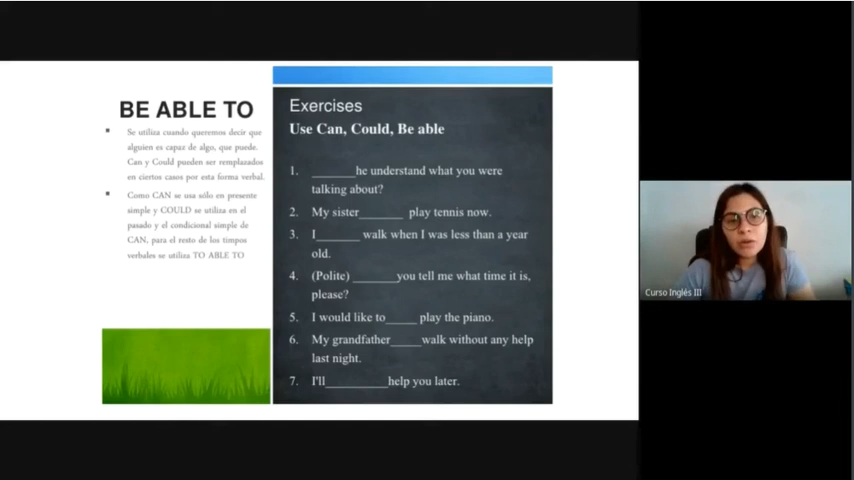 BE ABLE TO
Se utiliza cuando queremos decir que
alguien es capaz de algo, que puede.
Can y Could pueden ser remplazados
en ciertos casos por esta forma verbal.
Como CAN se usa sólo en presente
simple y COULD se utiliza en el
pasado y el condicional simple de
CAN, para el resto de los timpos
verbales se utiliza TO ABLE TO
Exercises
Use Can, Could, Be able
1. _______he understand what you were
talking about?
2. My sister_______ play tennis now.
3. I_______ walk when I was less than a year
old.
4. (Polite) _______you tell me what time it is,
please?
5. I would like to_____ play the piano.
6. My grandfather_____walk without any help
last night.
7. I'll__________help you later.
Curso Inglés III